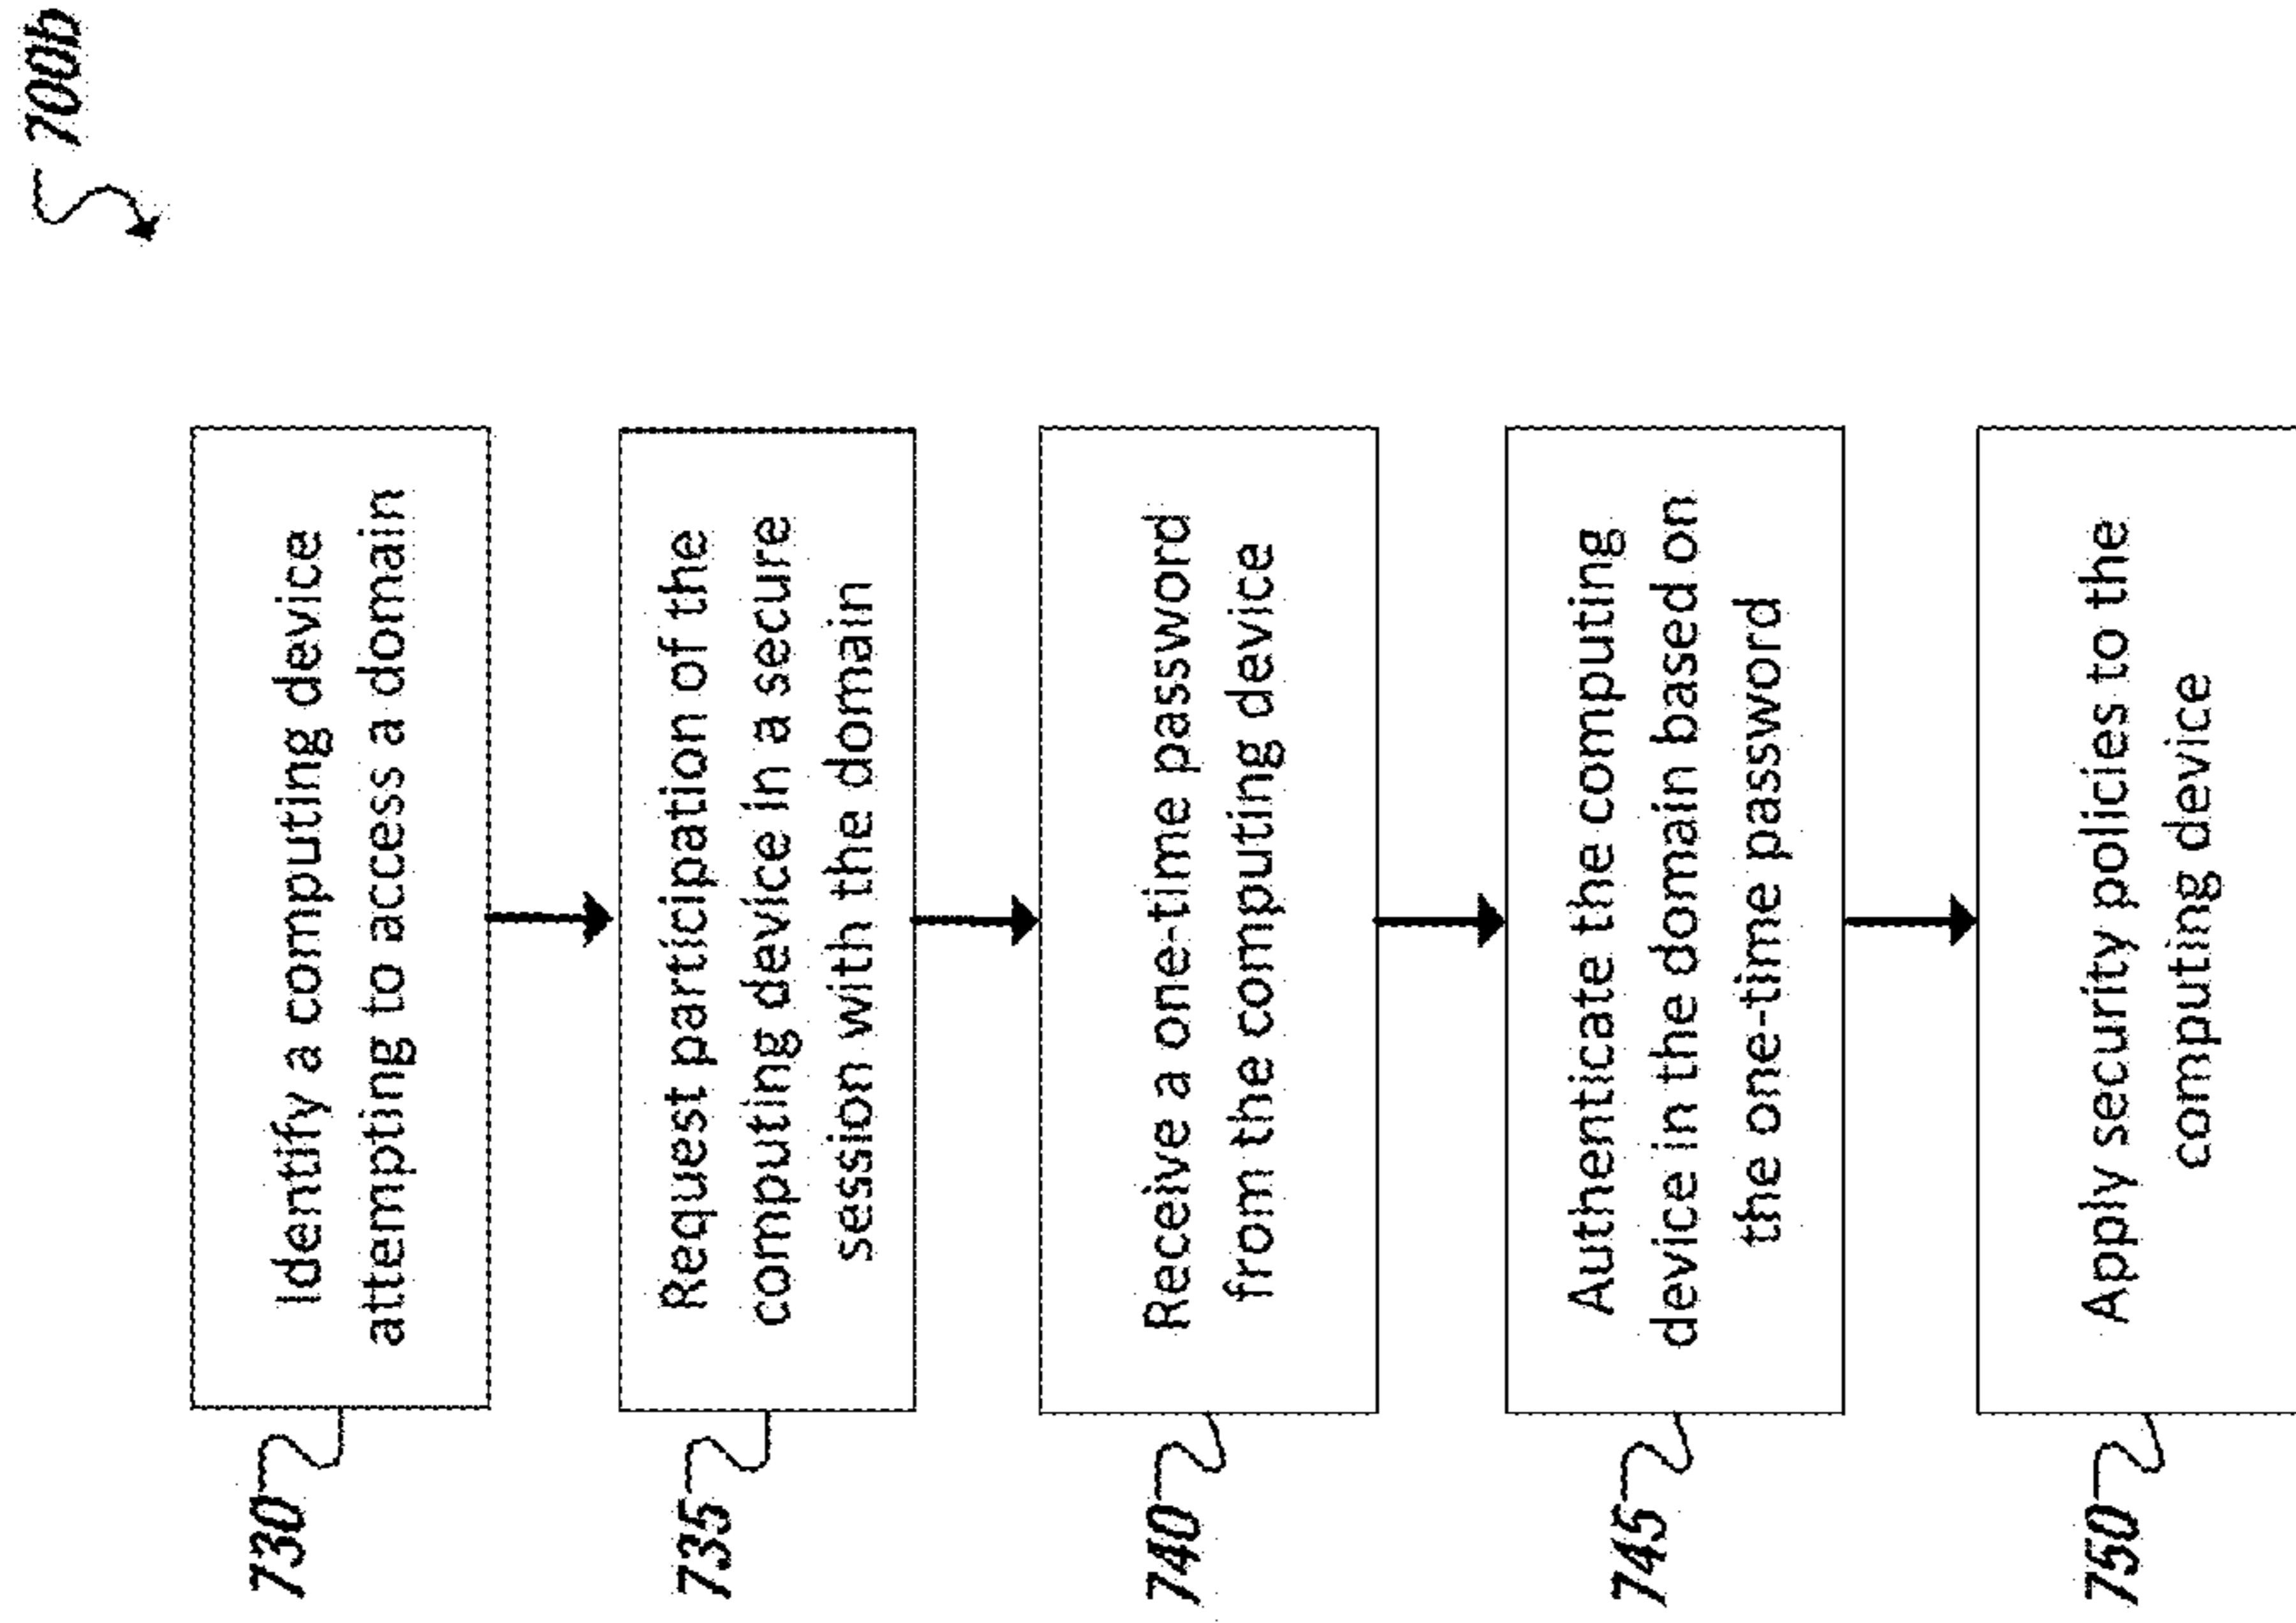 700b
730
Identify a computing device
attempting to access a domain
735
Request participation of the
computing device in a secure
session with the domain
740
Receive a one-time password
from the computing device
745
Authenticate the computing
device in the domain based on
the one-time password
750
Apply security policies to the
computing device